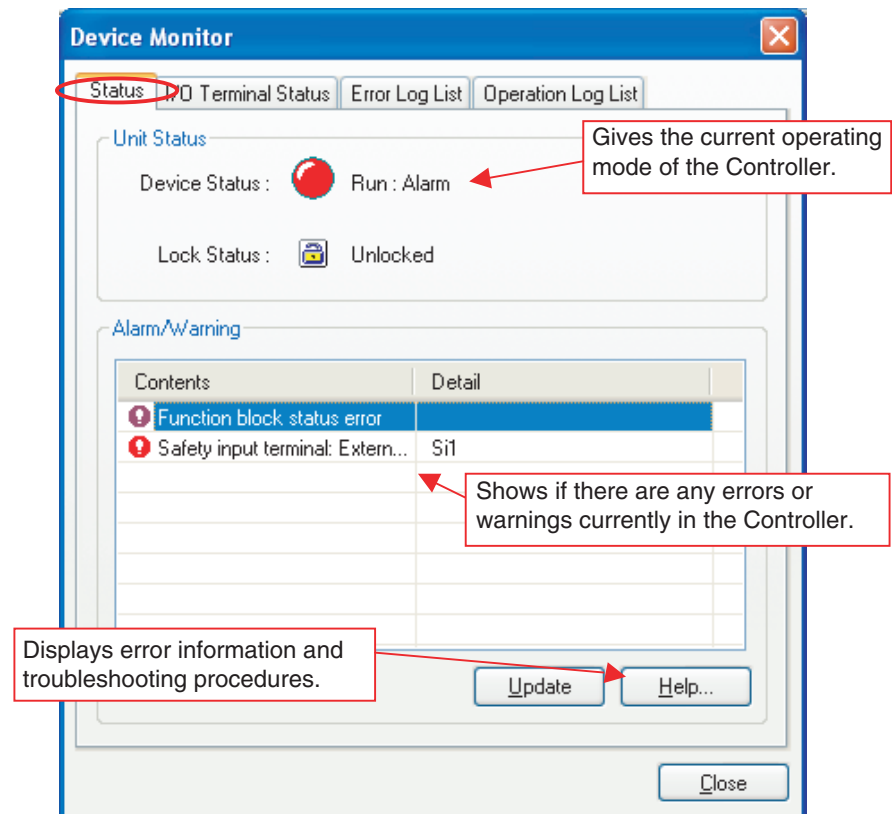 Device Monitor
Status I/O Terminal Status Error Log List Operation Log List
Unit Status
Gives the current operating
mode of the Controller.
Device Status : Run : Alarm
Lock Status : Unlocked
Alarm/Warning
Contents Detail
Function block status error
Safety input terminal: Extern... Si1
Shows if there are any errors or
warnings currently in the Controller.
Displays error information and
troubleshooting procedures.
Update Help...
Close